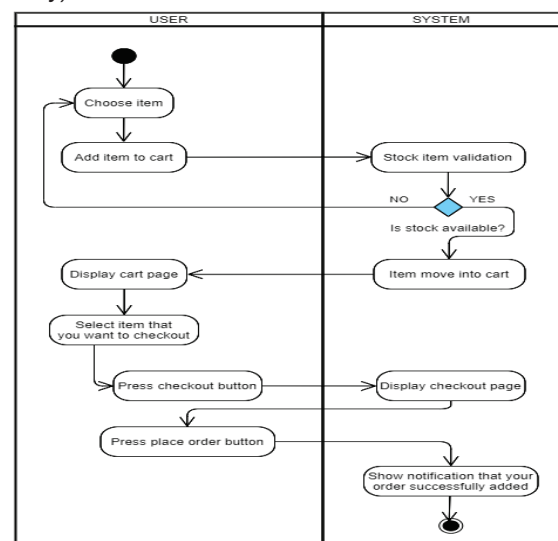 USER
SYSTEM
Choose item
Add item to cart
Stock item validation
NO
YES
Is stock available?
Display cart page
Item move into cart
Select item that
you want to checkout
Press checkout button
Display checkout page
Press place order button
Show notification that your
order successfully added